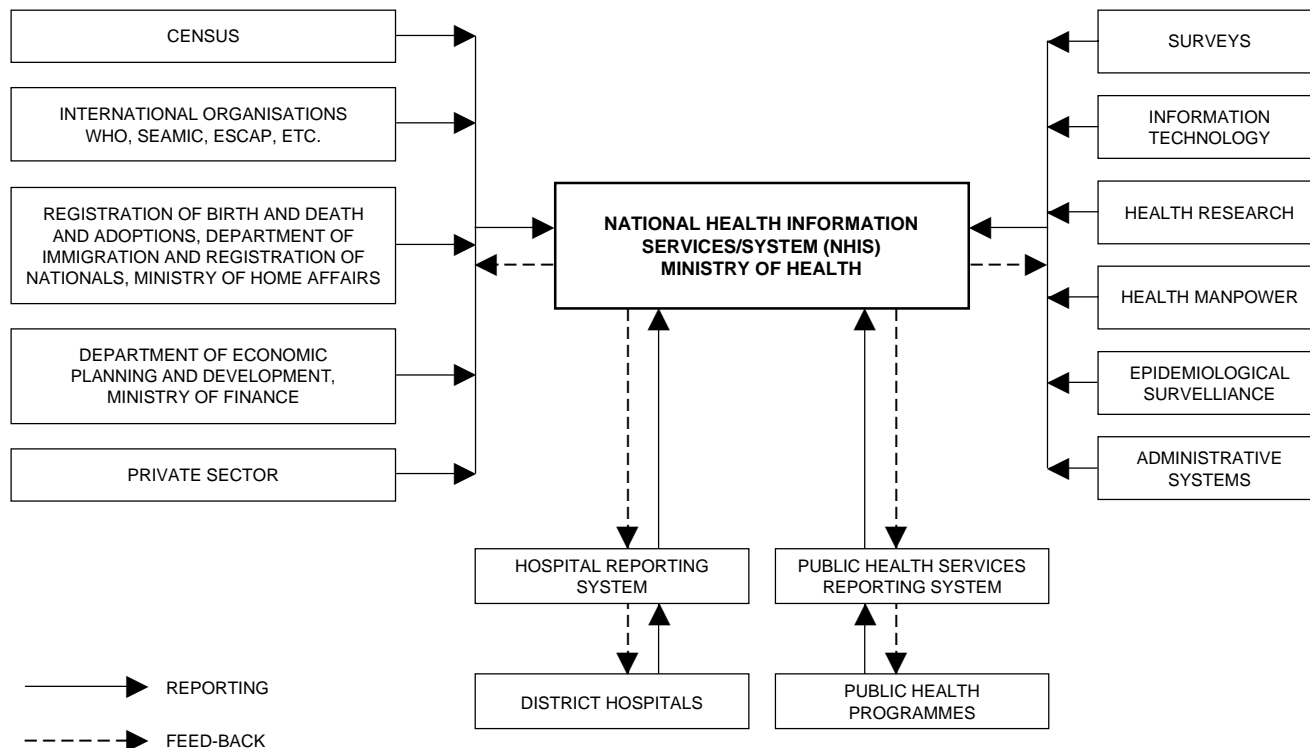 CENSUS
INTERNATIONAL ORGANISATIONS
WHO, SEAMIC, ESCAP, ETC.
REGISTRATION OF BIRTH AND DEATH
AND ADOPTIONS, DEPARTMENT OF
IMMIGRATION AND REGISTRATION OF
NATIONALS, MINISTRY OF HOME AFFAIRS
DEPARTMENT OF ECONOMIC
PLANNING AND DEVELOPMENT,
MINISTRY OF FINANCE
PRIVATE SECTOR
NATIONAL HEALTH INFORMATION
SERVICES/SYSTEM (NHIS)
MINISTRY OF HEALTH
SURVEYS
INFORMATION
TECHNOLOGY
HEALTH RESEARCH
HEALTH MANPOWER
EPIDEMIOLOGICAL
SURVELLIANCE
ADMINISTRATIVE
SYSTEMS
HOSPITAL REPORTING
SYSTEM
PUBLIC HEALTH SERVICES
REPORTING SYSTEM
DISTRICT HOSPITALS
PUBLIC HEALTH
PROGRAMMES
REPORTING
FEED-BACK